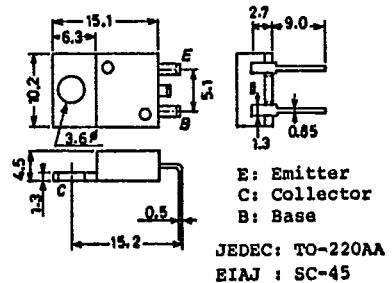 15.1
6.3
2.7
9.0
E
10.2
5.1
B
3.6ø
0.85
1.3
4.5
1.3
C
0.5
15.2
E: Emitter
C: Collector
B: Base
JEDEC: TO-220AA
EIAJ : SC-45